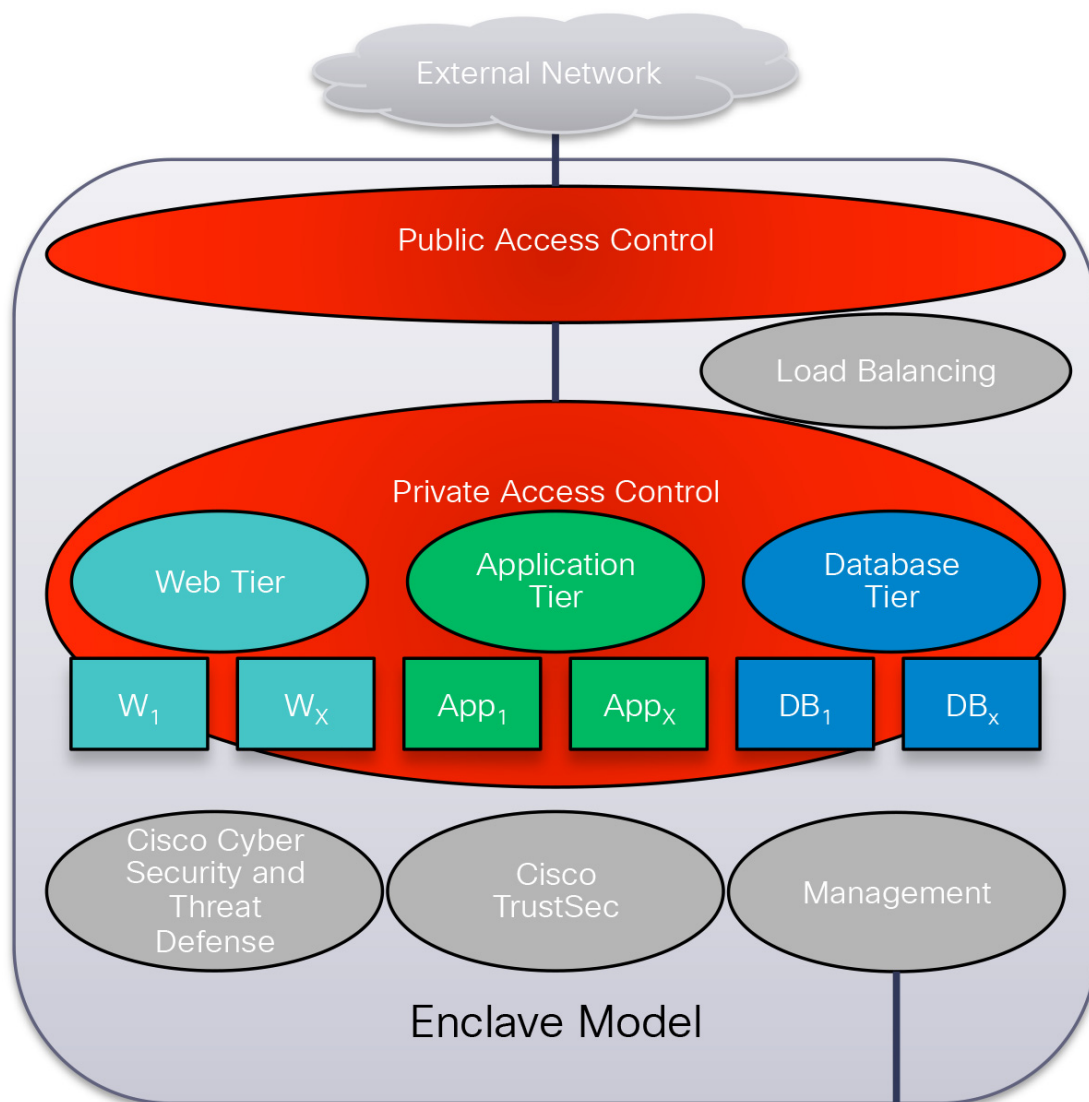 External Network
Public Access Control
Load Balancing
Private Access Control
Web Tier
Application
Tier
Database
Tier
W1
WX
App1
AppX
DB1
DBx
Cisco Cyber
Security and
Threat
Defense
Cisco
TrustSec
Management
Enclave Model